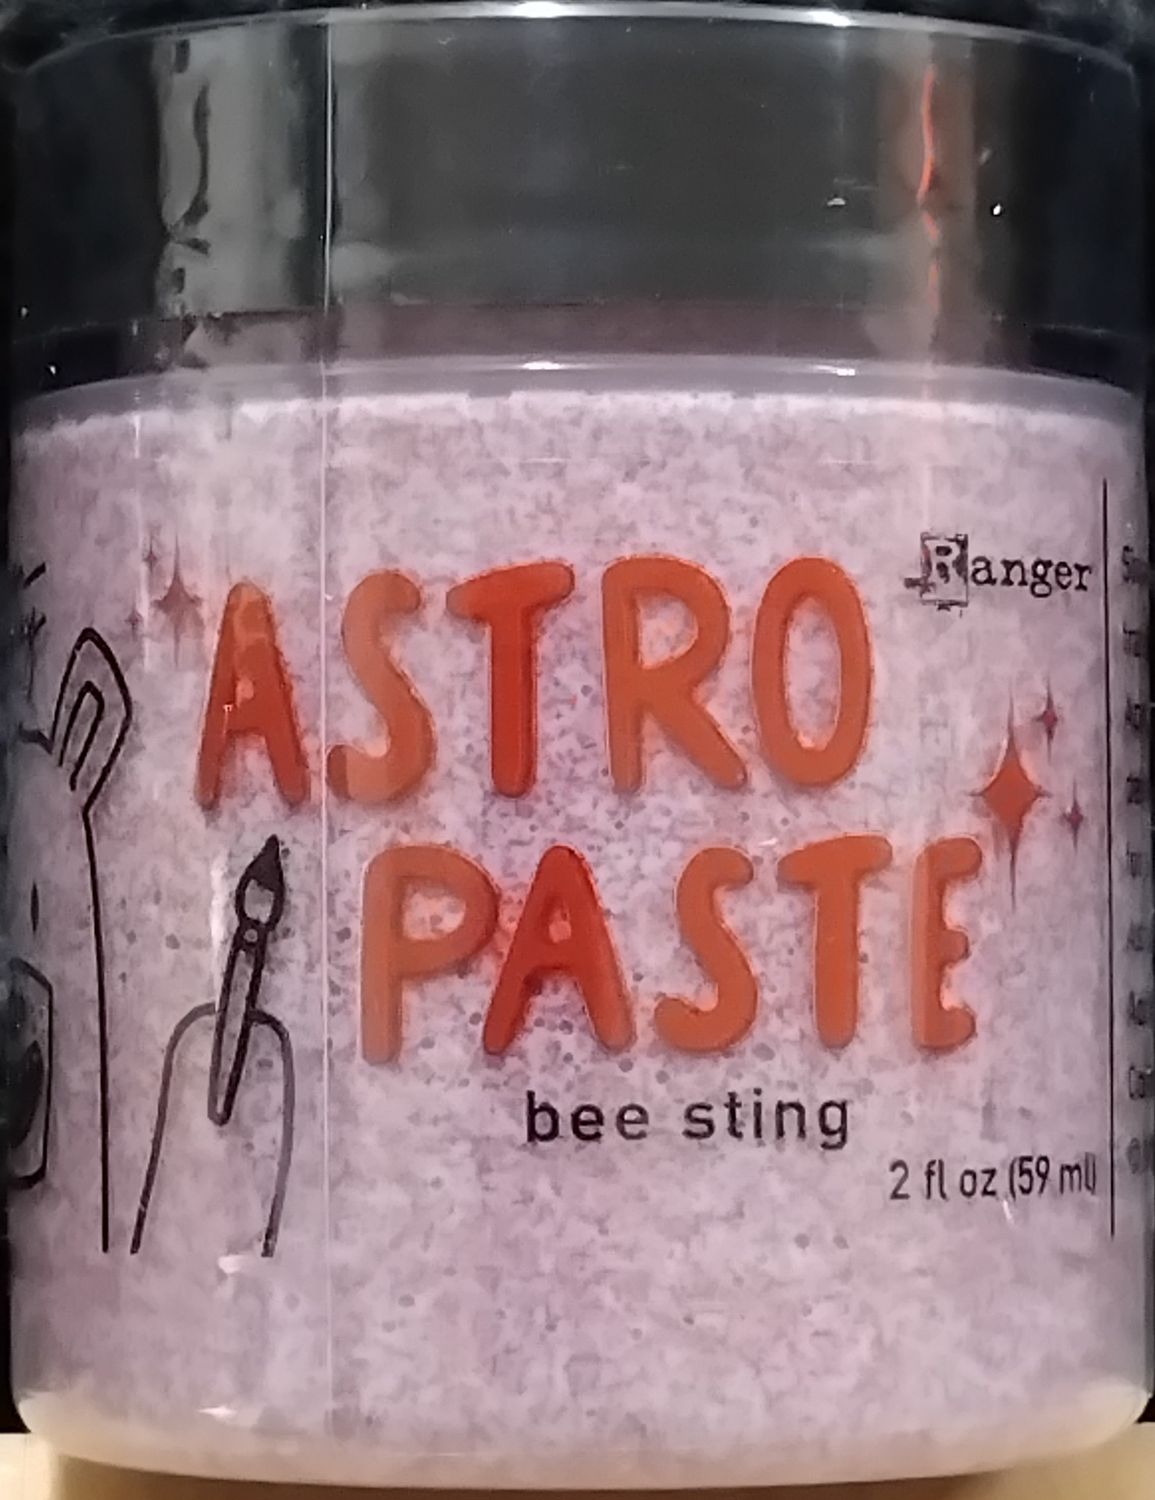 Ranger
ASTRO
PASTE
bee sting
2 fl oz (59 ml)